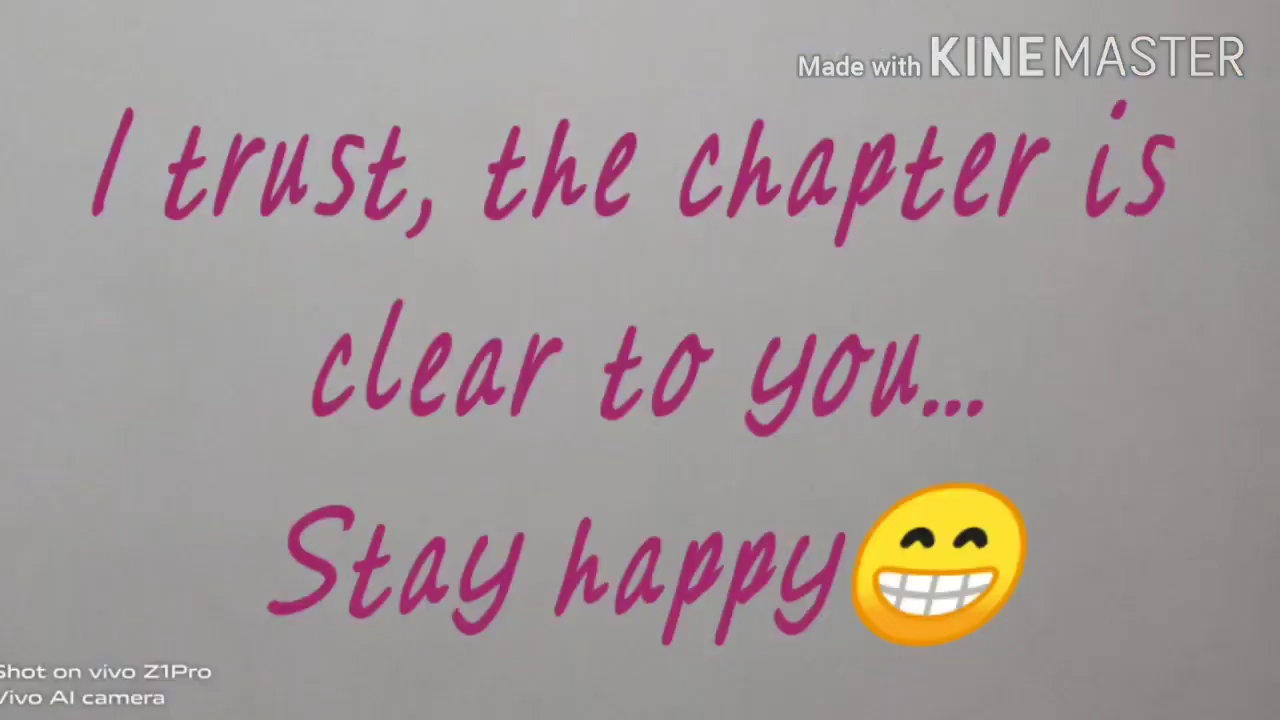 Made with KINEMASTER
I trust, the chapter is
clear to you...
Stay happy😁
Shot on vivo Z1Pro
Vivo AI camera